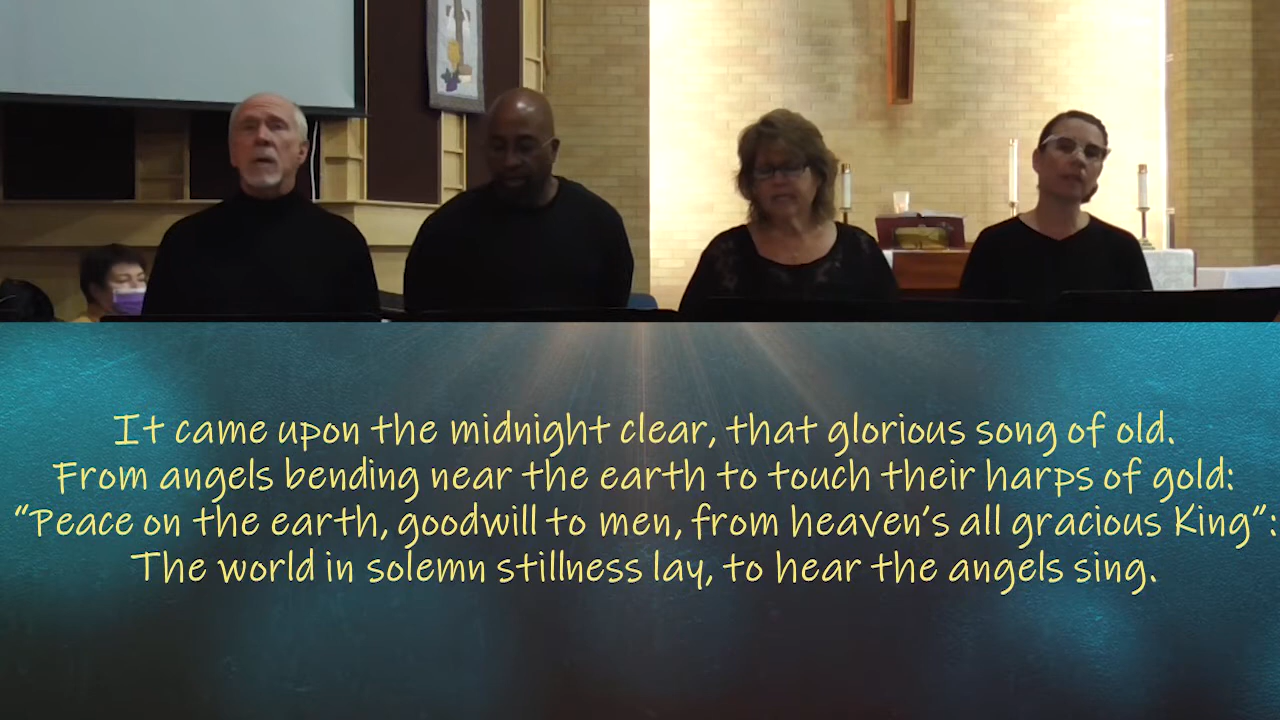 It came upon the midnight clear, that glorious song of old.
From angels bending near the earth to touch their harps of gold:
“Peace on the earth, goodwill to men, from heaven’s all gracious King”:
The world in solemn stillness lay, to hear the angels sing.